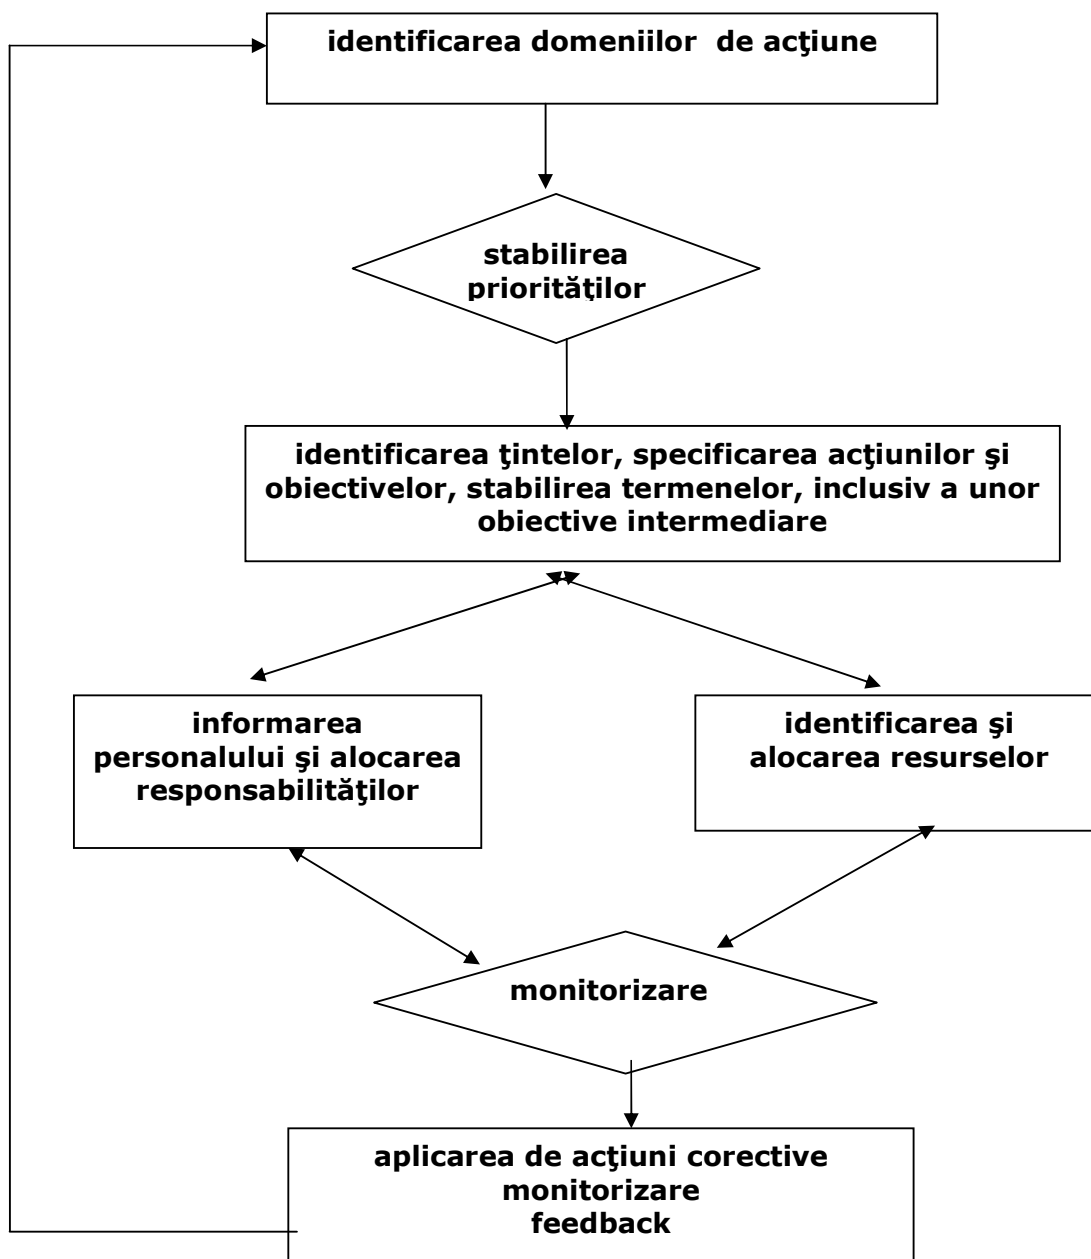 identificarea domeniilor de acţiune
stabilirea
priorităţilor
identificarea ţintelor, specificarea acţiunilor şi
obiectivelor, stabilirea termenelor, inclusiv a unor
obiective intermediare
informarea
personalului şi alocarea
responsabilităţilor
identificarea şi
alocarea resurselor
monitorizare
aplicarea de acţiuni corective
monitorizare
feedback